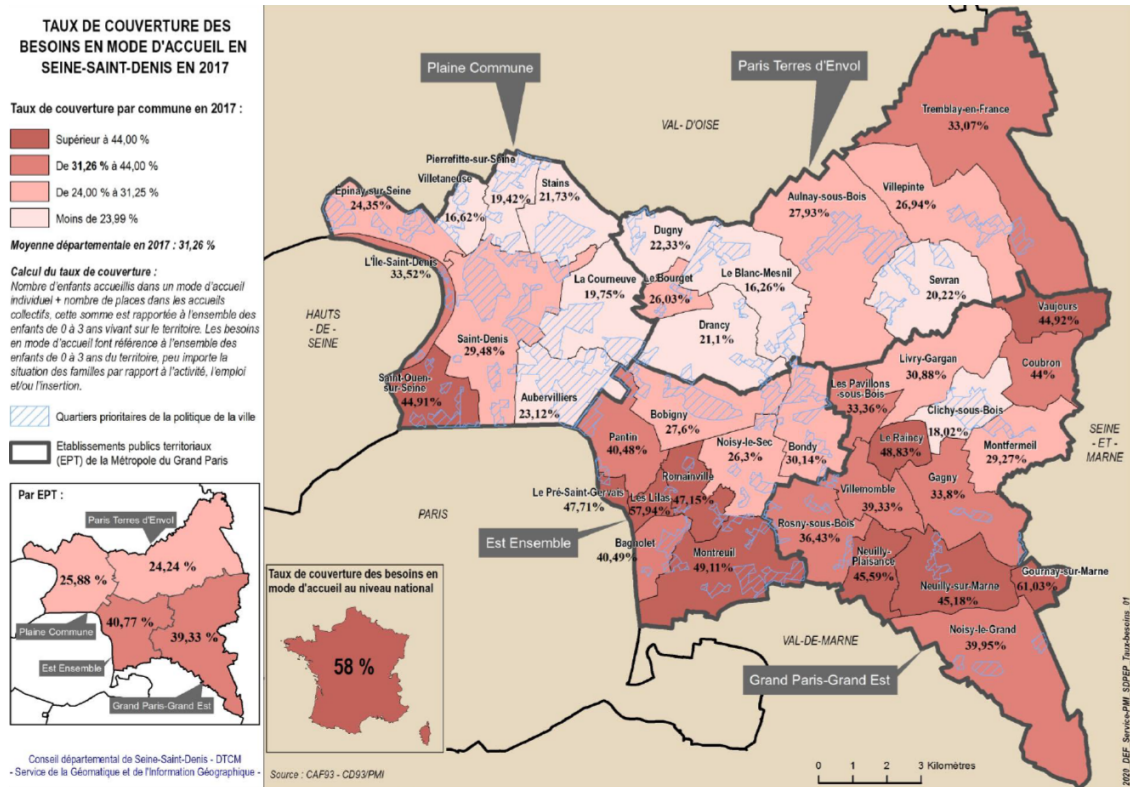 TAUX DE COUVERTURE DES
BESOINS EN MODE D'ACCUEIL EN
SEINE-SAINT-DENIS EN 2017
Taux de couverture par commune en 2017 :
Supérieur à 44,00 %
De 31,26 % à 44,00 %
De 24,00 % à 31,25 %
Moins de 23,99 %
Moyenne départementale en 2017 : 31,26 %
Calcul du taux de couverture :
Nombre d'enfants accueillis dans un mode d'accueil
individuel + nombre de places dans les accueils
collectifs, cette somme est rapportée à l'ensemble des
enfants de 0 à 3 ans vivant sur le territoire. Les besoins
en mode d'accueil font référence à l'ensemble des
enfants de 0 à 3 ans du territoire, peu importe la
situation des familles par rapport à l'activité, l'emploi
et/ou l'insertion.
Quartiers prioritaires de la politique de la ville
Etablissements publics territoriaux
(EPT) de la Métropole du Grand Paris
Par EPT :
Paris Terres d'Envol
25,88 %
24,24 %
40,77 %
39,33 %
Plaine Commune
Est Ensemble
Grand Paris-Grand Est
Conseil départemental de Seine-Saint-Denis - DTCM
- Service de la Géomatique et de l'Information Géographique -
Plaine Commune
Paris Terres d'Envol
VAL- D'OISE
Tremblay-en-France
33,07%
Pierrefitte-sur-Seine
19,42%
Villetaneuse
16,62%
Stains
21,73%
Epinay-sur-Seine
24,35%
Aulnay-sous-Bois
27,93%
Villepinte
26,94%
Dugny
22,33%
L'Île-Saint-Denis
33,52%
La Courneuve
19,75%
Le Bourget
26,03%
Le Blanc-Mesnil
16,26%
Sevran
20,22%
Vaujours
44,92%
HAUTS
- DE -
SEINE
Saint-Denis
29,48%
Drancy
21,1%
Livry-Gargan
30,88%
Coubron
44%
Saint-Ouen-
sur-Seine
44,91%
Aubervilliers
23,12%
Les Pavillons
-sous-Bois
33,36%
Clichy-sous-Bois
18,02%
Bobigny
27,6%
Pantin
40,48%
Noisy-le-Sec
26,3%
Bondy
30,14%
Le Raincy
48,83%
Montfermeil
29,27%
SEINE
- ET-
MARNE
Le Pré-Saint-Gervais
47,71%
Les Lilas
57,94%
Romainville
47,15%
Villemomble
39,33%
Gagny
33,8%
PARIS
Est Ensemble
Bagnolet
40,49%
Montreuil
49,11%
Rosny-sous-Bois
36,43%
Neuilly-
Plaisance
45,59%
Neuilly-sur-Marne
45,18%
Gournay-sur-Marne
61,03%
Noisy-le-Grand
39,95%
VAL-DE-MARNE
Grand Paris-Grand Est
Taux de couverture des besoins en
mode d'accueil au niveau national
58 %
Source : CAF93 - CD93/PMI
0 1 2 3 Kilomètres
2020_DEF_Service-PMI_SDPEP_Taux-besoins_01